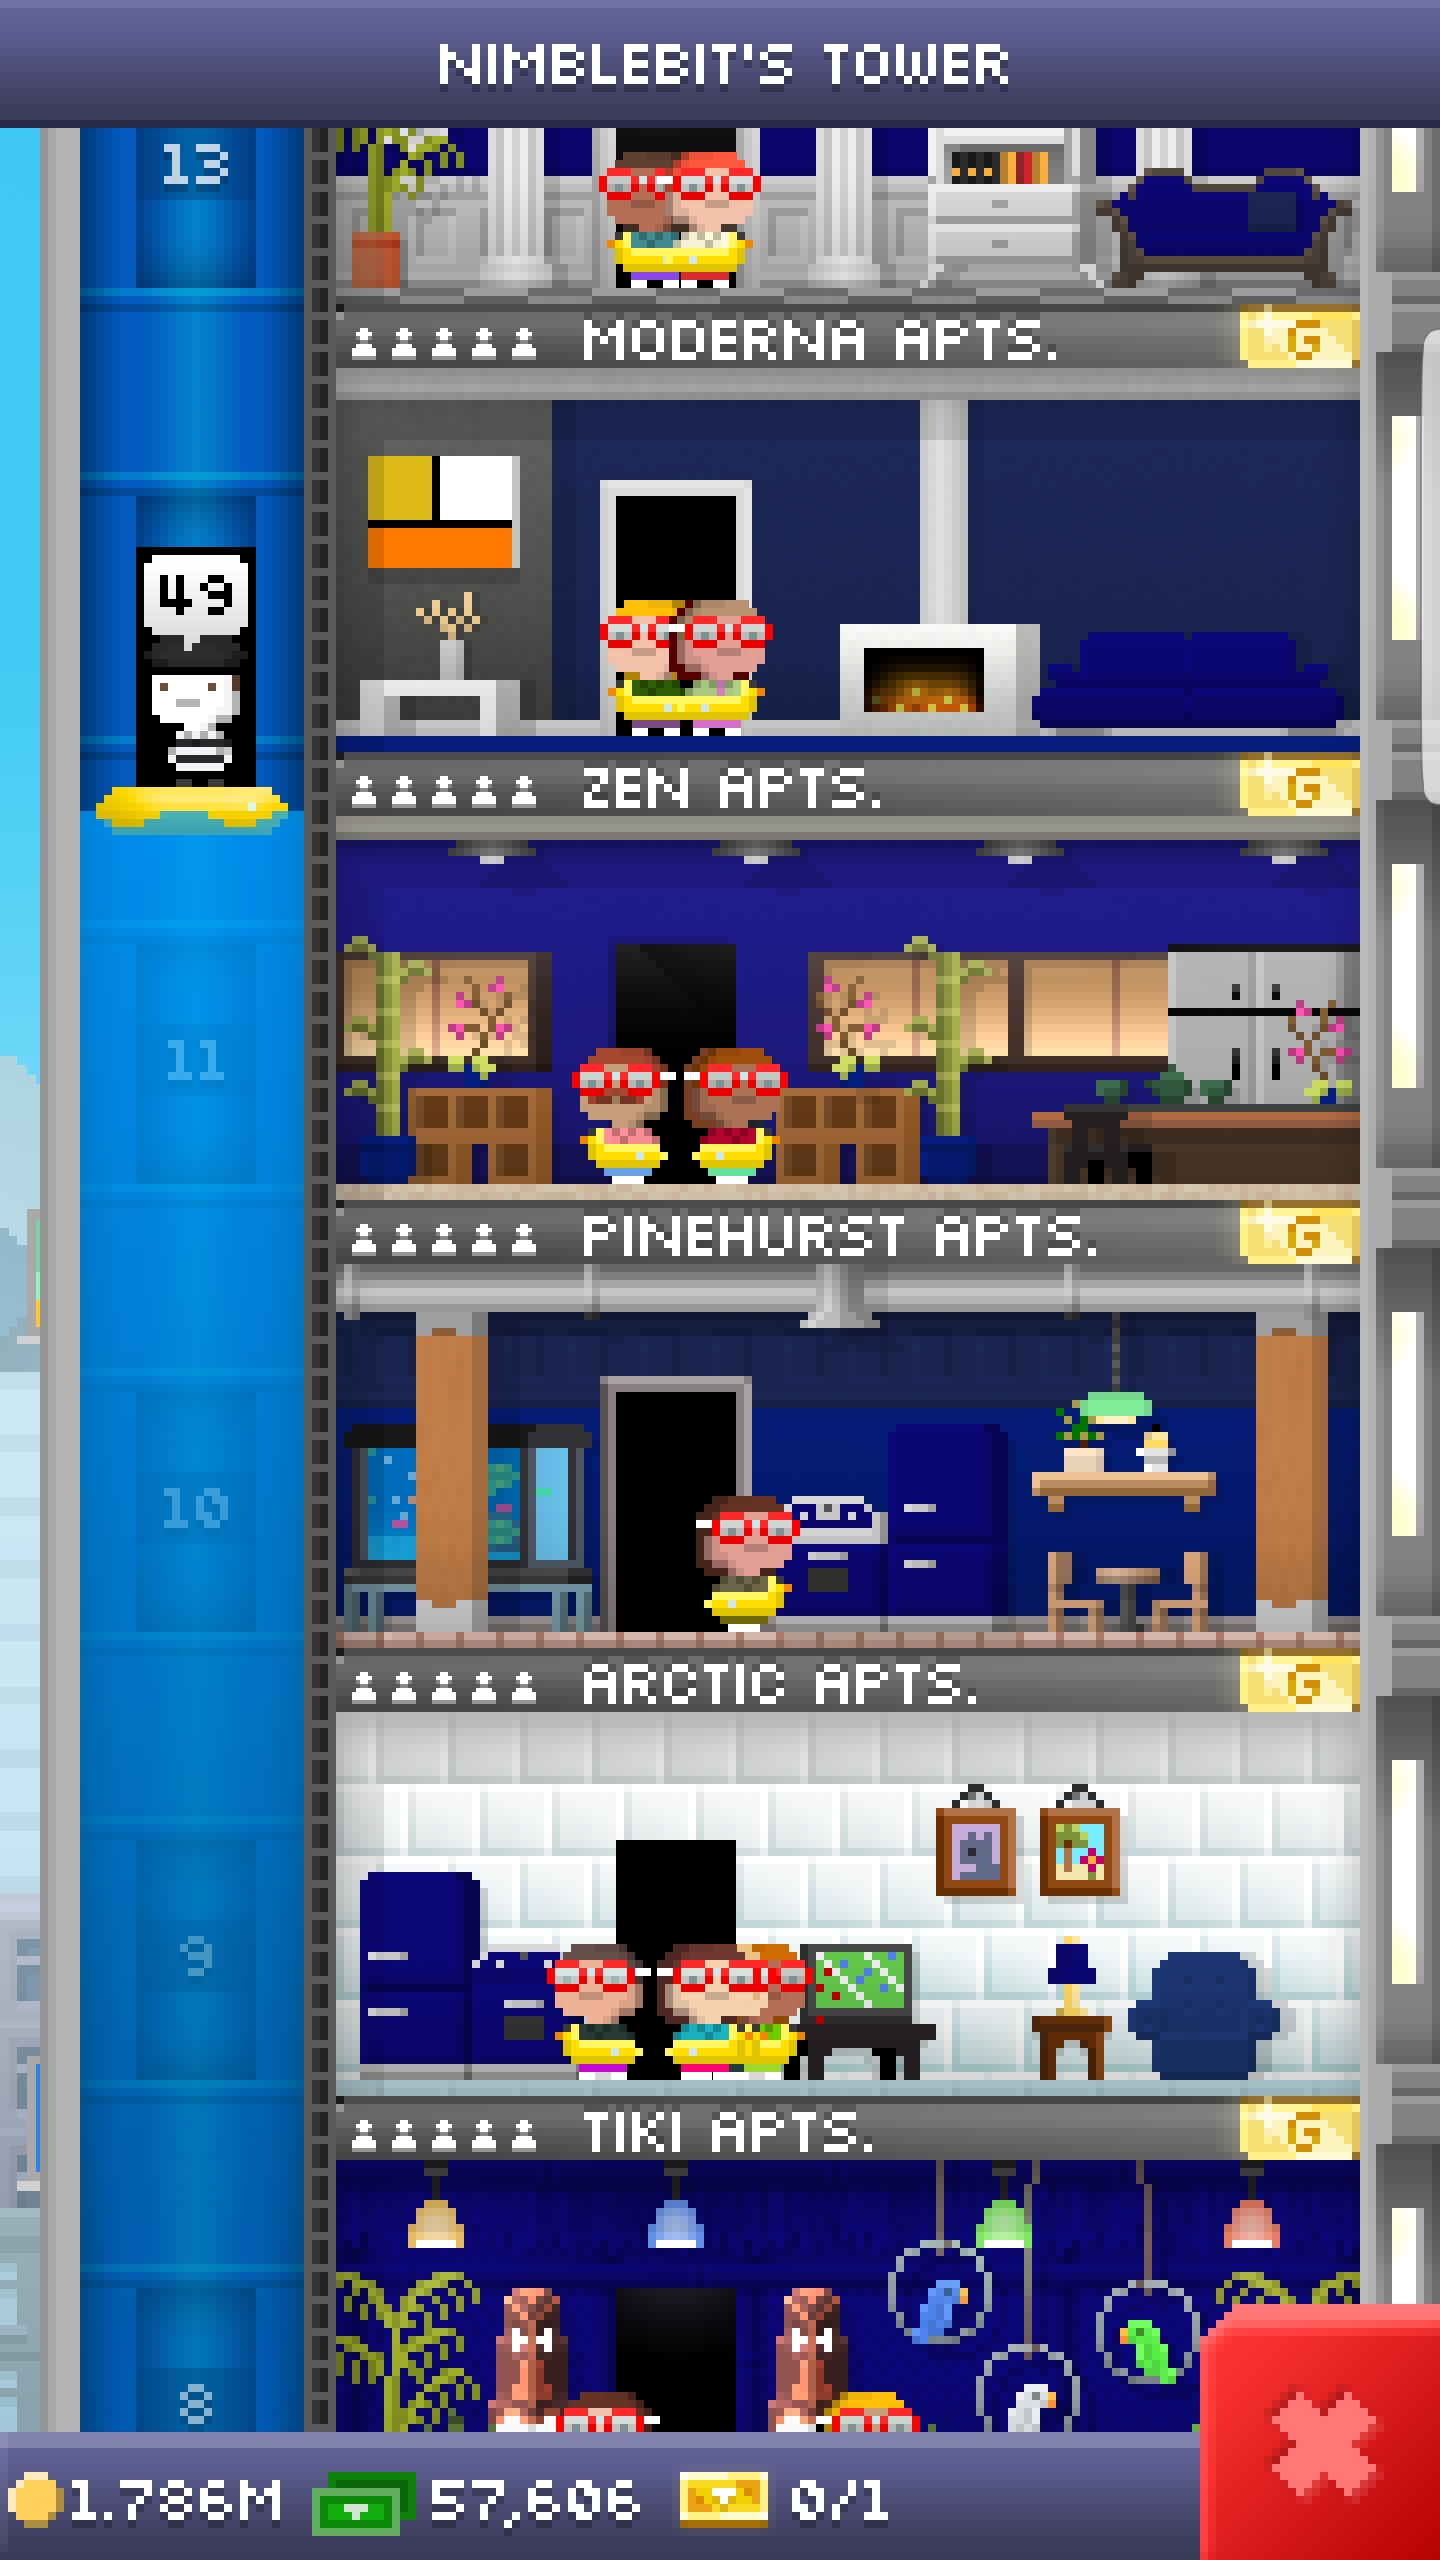 NIMBLEBIT'S TOWER
13
MODERNA APTS. G
49
ZEN APTS. G
11
PINEHURST APTS. G
10
ARCTIC APTS. G
9
TIKI APTS. G
8
1.786M 57,606 0/1